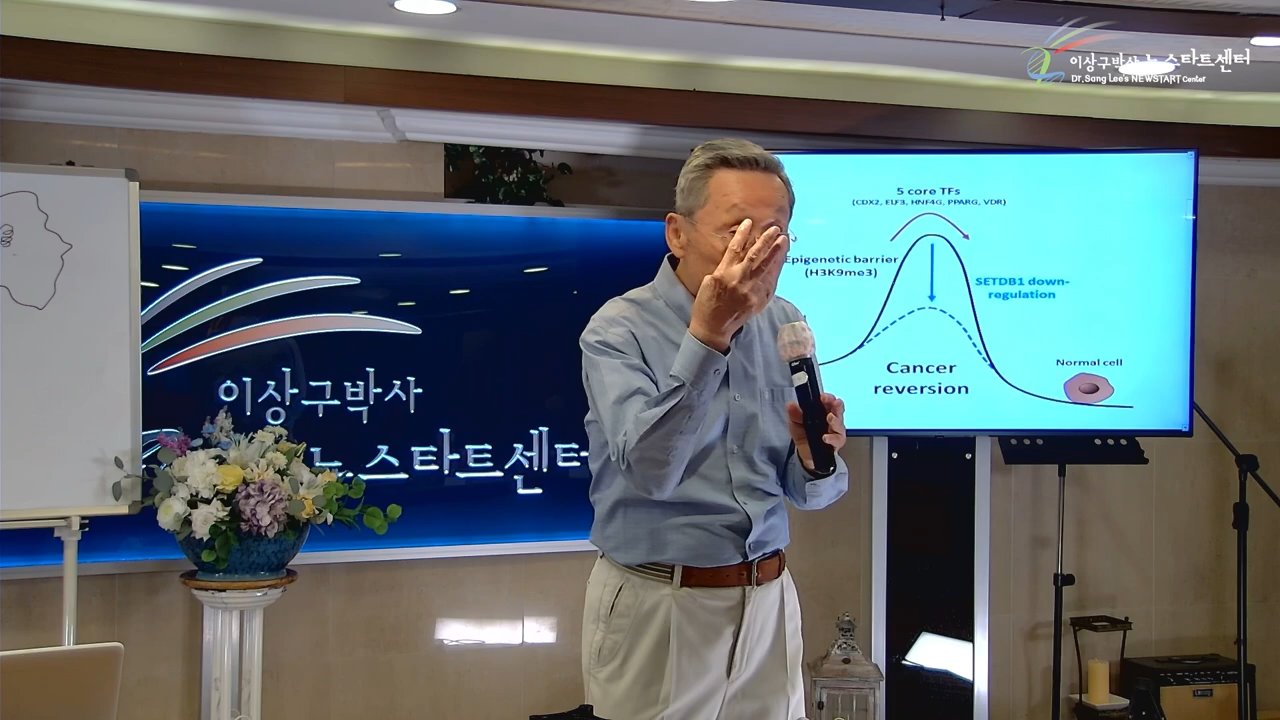 이상구박사 뉴스타트센터
Dr.Sang Lee's NEWSTART Center
5 core TFs
(CDX2, ELF3, HNF4G, PPARG, VDR)
Epigenetic barrier
(H3K9me3)
SETDB1 down-
regulation
Cancer
reversion
Normal cell
이상구박사
뉴스타트센터